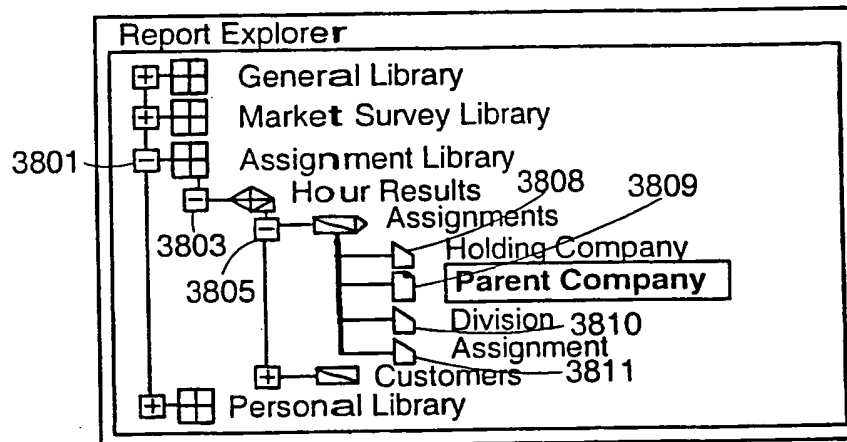 Report Explorer
General Library
Market Survey Library
3801
Assignment Library
Hour Results
3808
3809
3803
Assignments
3805
Holding Company
Parent Company
Division
3810
Assignment
3811
Customers
Personal Library